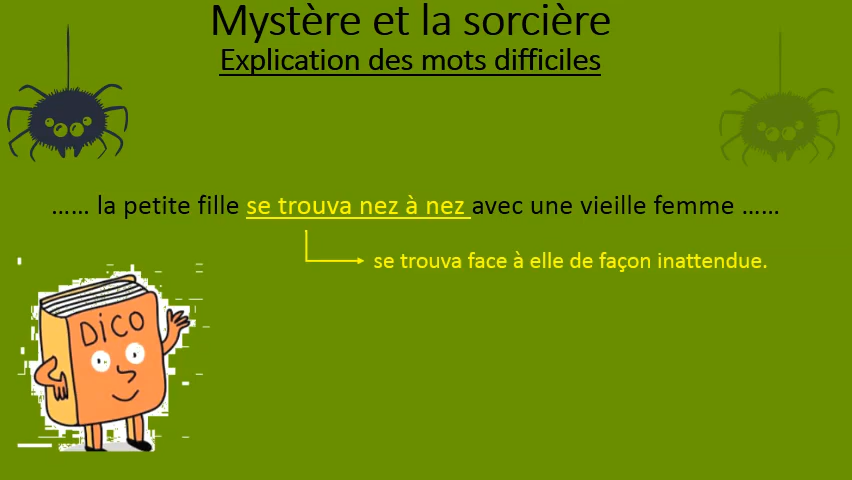 Mystère et la sorcière
Explication des mots difficiles
…… la petite fille se trouva nez à nez avec une vieille femme ……
se trouva face à elle de façon inattendue.
DiCO